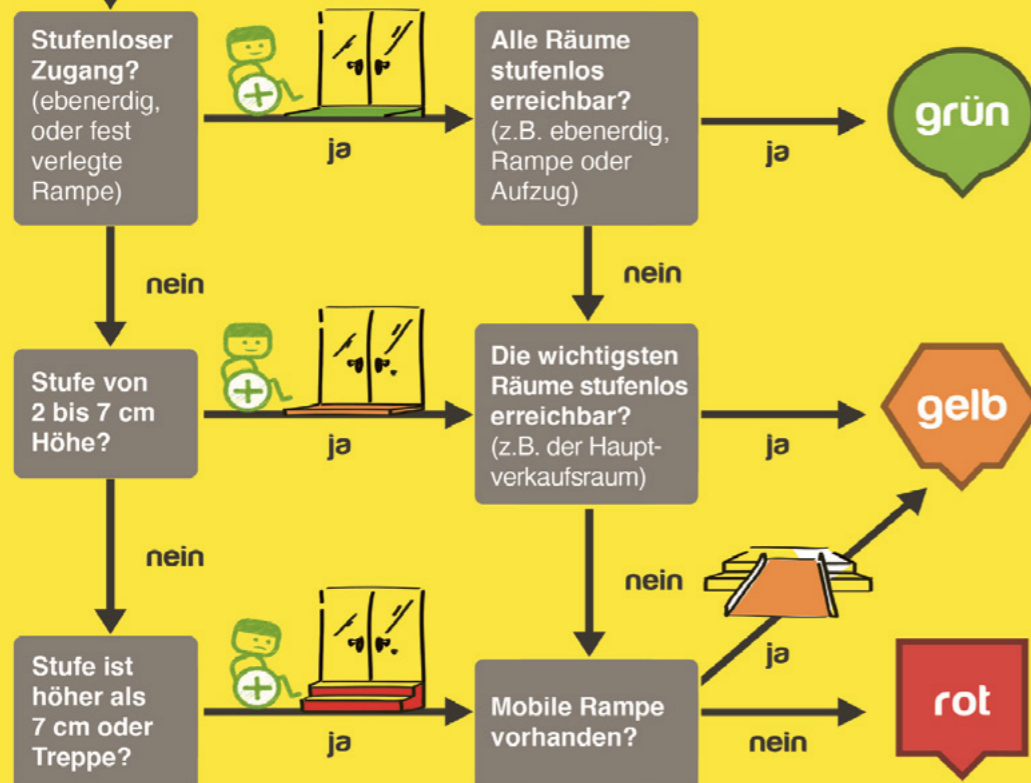 Stufenloser
Zugang?
(ebenerdig,
oder fest
verlegte
Rampe)
ja
Alle Räume
stufenlos
erreichbar?
(z.B. ebenerdig,
Rampe oder
Aufzug)
ja
grün
nein
nein
Stufe von
2 bis 7 cm
Höhe?
ja
Die wichtigsten
Räume stufenlos
erreichbar?
(z.B. der Haupt-
verkaufsraum)
ja
gelb
nein
nein
ja
Stufe ist
höher als
7 cm oder
Treppe?
ja
Mobile Rampe
vorhanden?
nein
rot